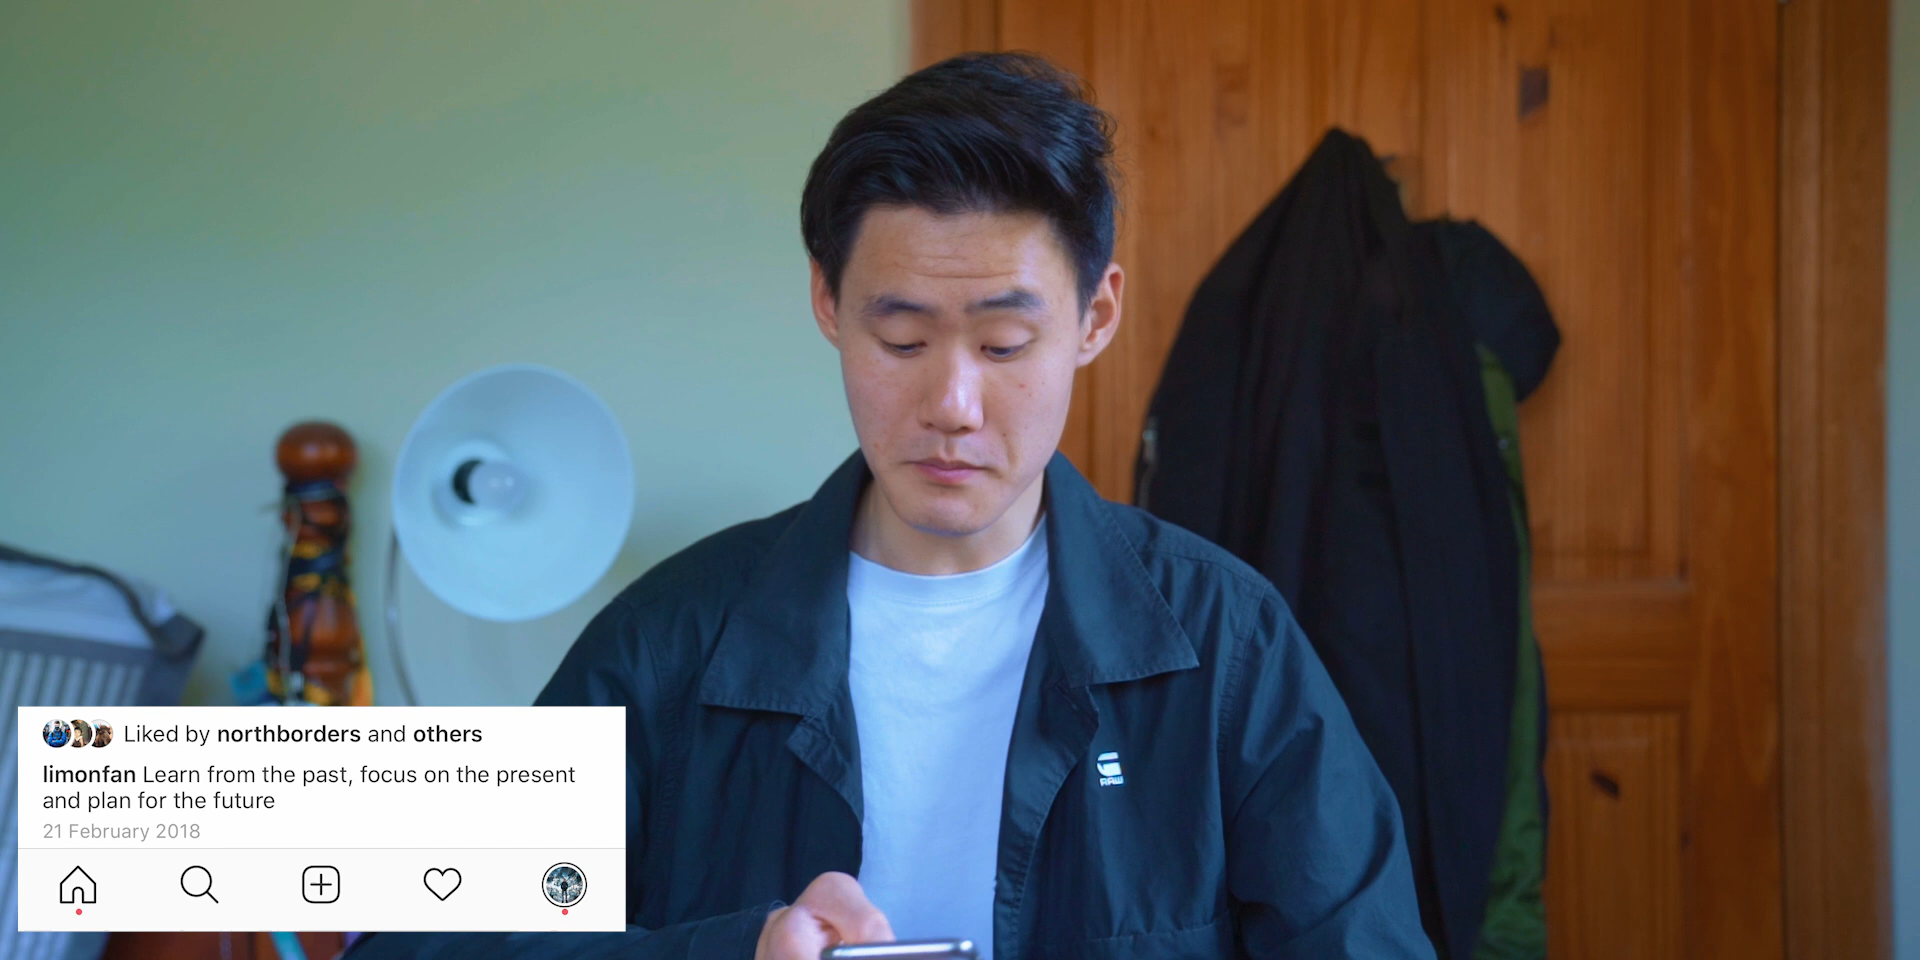 Liked by northborders and others
limonfan Learn from the past, focus on the present
and plan for the future
21 February 2018
RAW